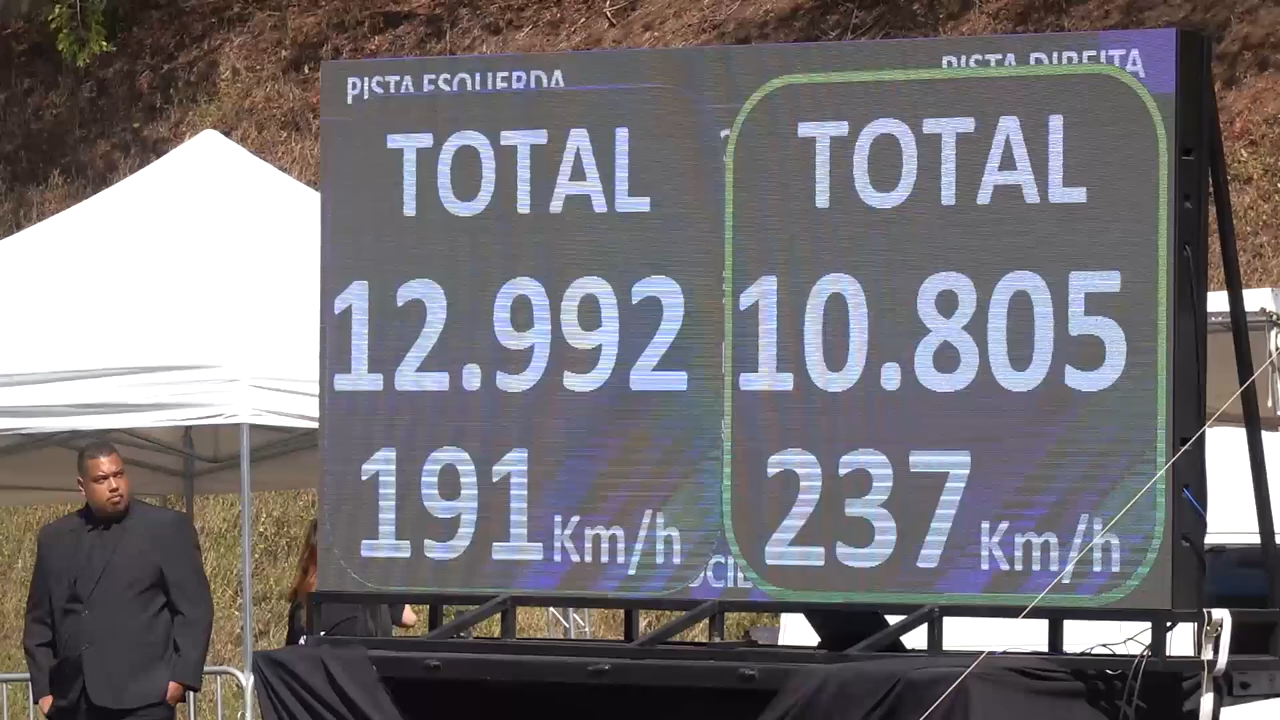 PISTA ESQUERDA
TOTAL
12.992
191 Km/h
PISTA DIREITA
TOTAL
10.805
237 Km/h